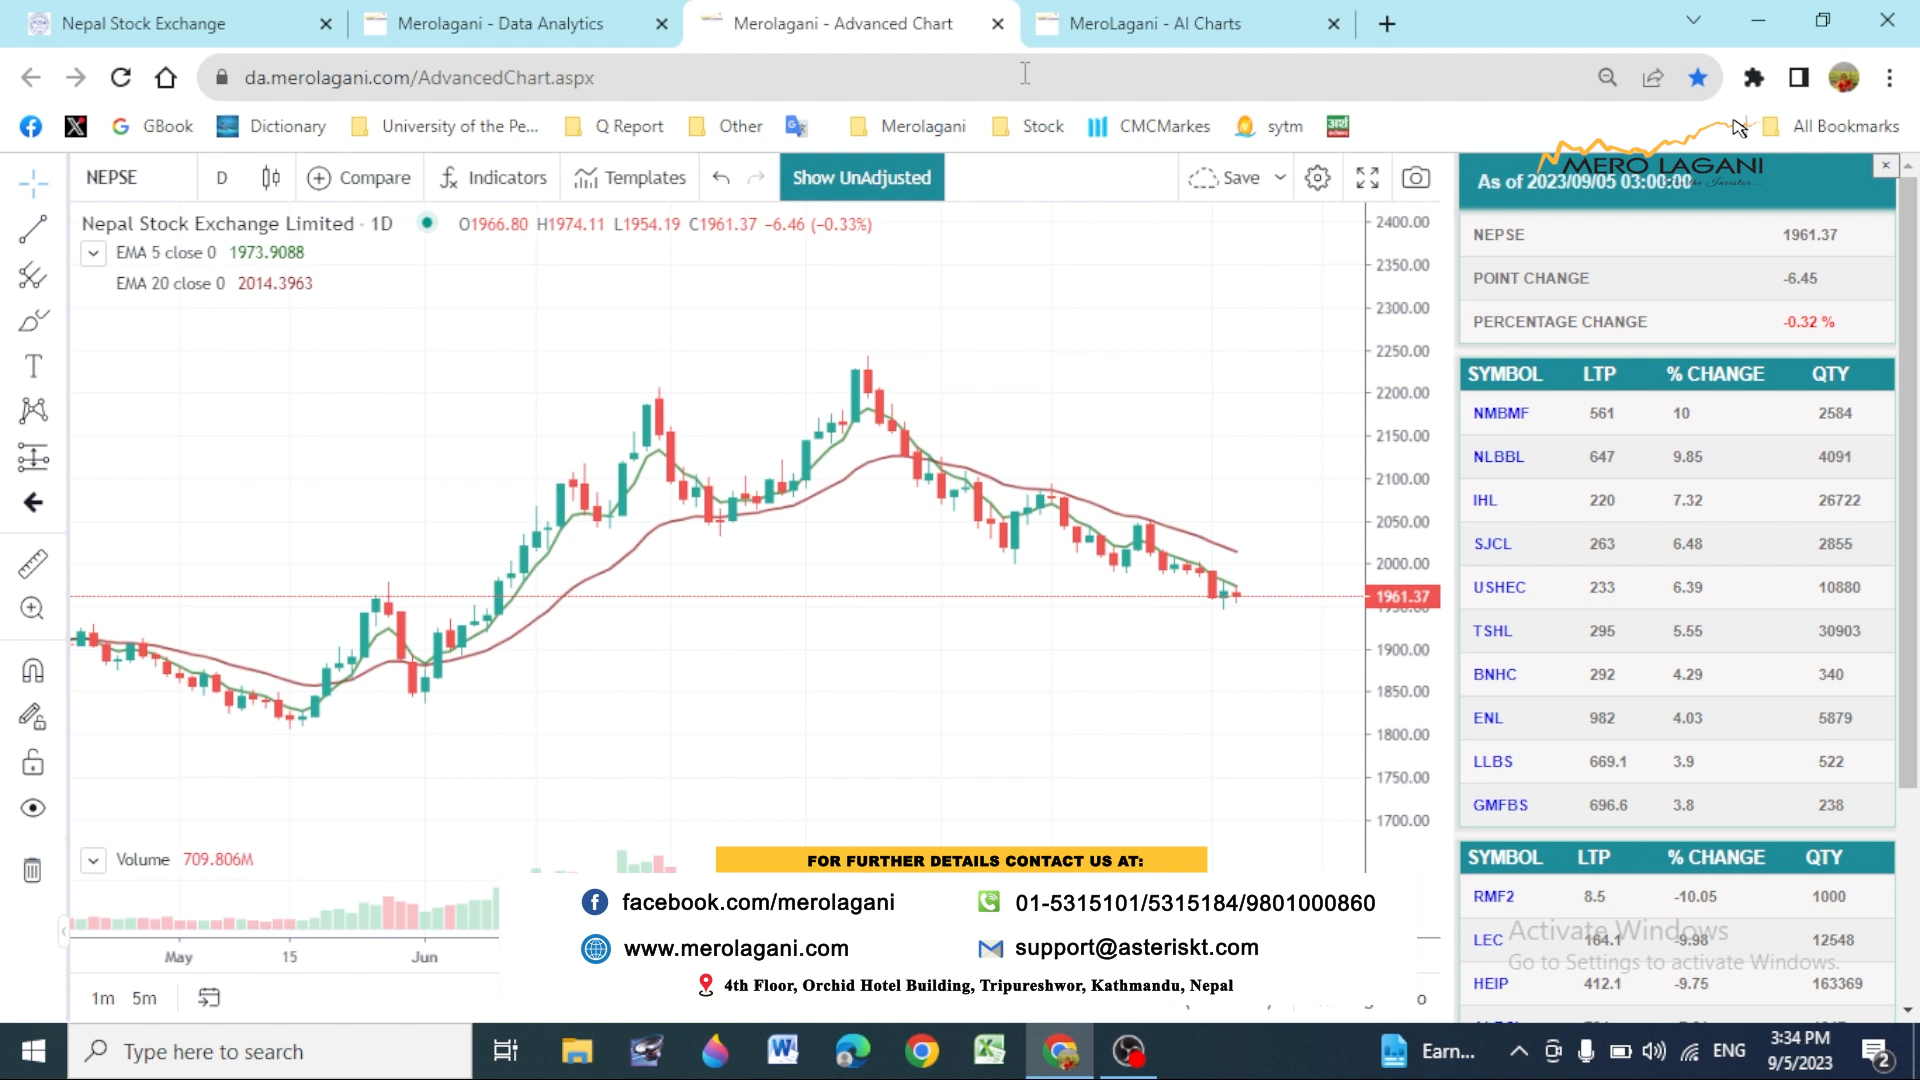 Nepal Stock Exchange
Merolagani - Data Analytics
Merolagani - Advanced Chart
MeroLagani - AI Charts
da.merolagani.com/AdvancedChart.aspx
GBook Dictionary University of the Pe... Q Report Other Merolagani Stock CMCMarkes sytm All Bookmarks
NEPSE D Compare Indicators Templates Show UnAdjusted Save
Nepal Stock Exchange Limited · 1D O1966.80 H1974.11 L1954.19 C1961.37 -6.46 (-0.33%)
EMA 5 close 0 1973.9088
EMA 20 close 0 2014.3963
2400.00
2350.00
2300.00
2250.00
2200.00
2150.00
2100.00
2050.00
2000.00
1961.37
1900.00
1850.00
1800.00
1750.00
1700.00
Volume 709.806M
May 15 Jun
1m 5m
MERO LAGANI
As of 2023/09/05 03:00:00
NEPSE 1961.37
POINT CHANGE -6.45
PERCENTAGE CHANGE -0.32 %
SYMBOL LTP % CHANGE QTY
NMBMF 561 10 2584
NLBBL 647 9.85 4091
IHL 220 7.32 26722
SJCL 263 6.48 2855
USHEC 233 6.39 10880
TSHL 295 5.55 30903
BNHC 292 4.29 340
ENL 982 4.03 5879
LLBS 669.1 3.9 522
GMFBS 696.6 3.8 238
SYMBOL LTP % CHANGE QTY
RMF2 8.5 -10.05 1000
LEC 164.1 -9.98 12548
HEIP 412.1 -9.75 163369
Activate Windows
Go to Settings to activate Windows.
FOR FURTHER DETAILS CONTACT US AT:
facebook.com/merolagani 01-5315101/5315184/9801000860
www.merolagani.com support@asteriskt.com
4th Floor, Orchid Hotel Building, Tripureshwor, Kathmandu, Nepal
Type here to search
Earn... ENG 3:34 PM
9/5/2023
2